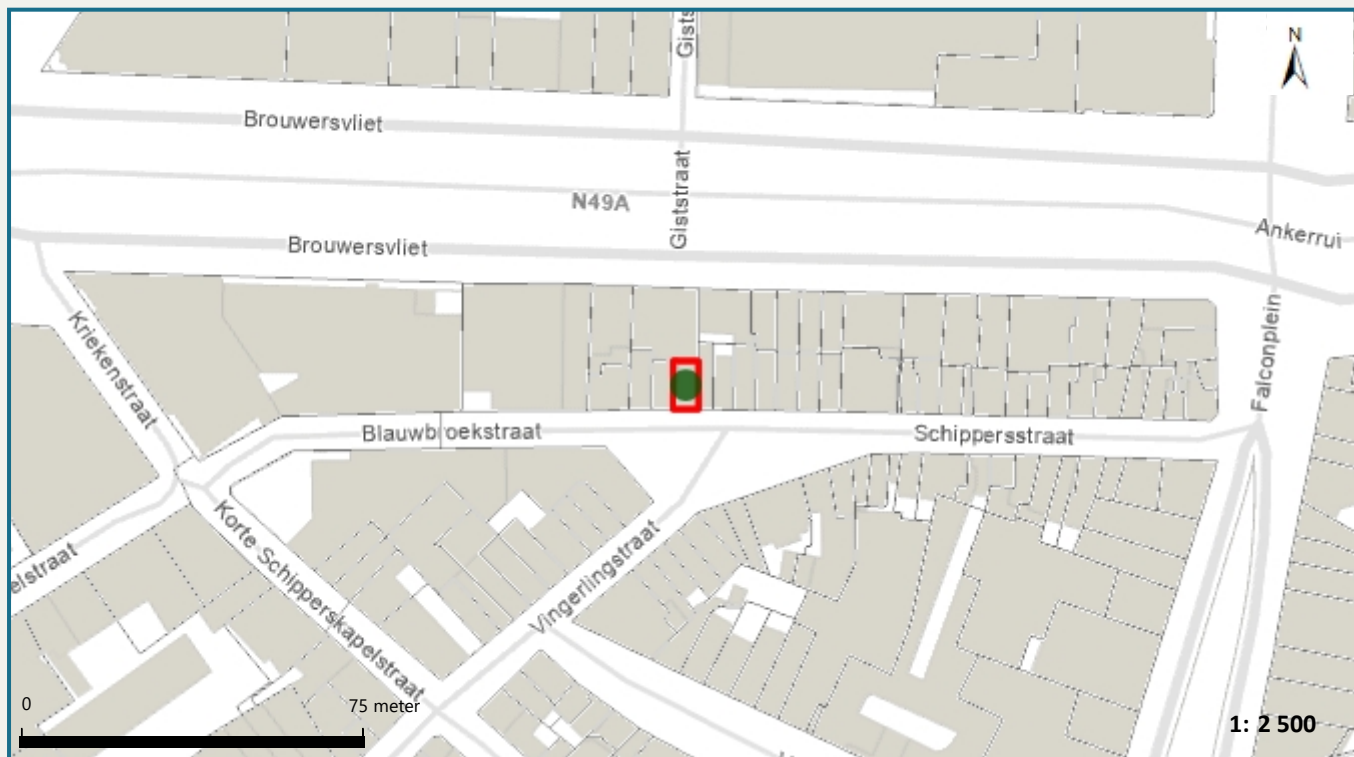 Gists
N
Brouwersvliet
Giststraat
N49A
Ankerrui
Brouwersvliet
Kriekenstraat
Falconplein
Blauwbroekstraat
Schippersstraat
Korte Schipperskapelstraat
elstraat
Vingerlingstraat
0
75 meter
1: 2 500